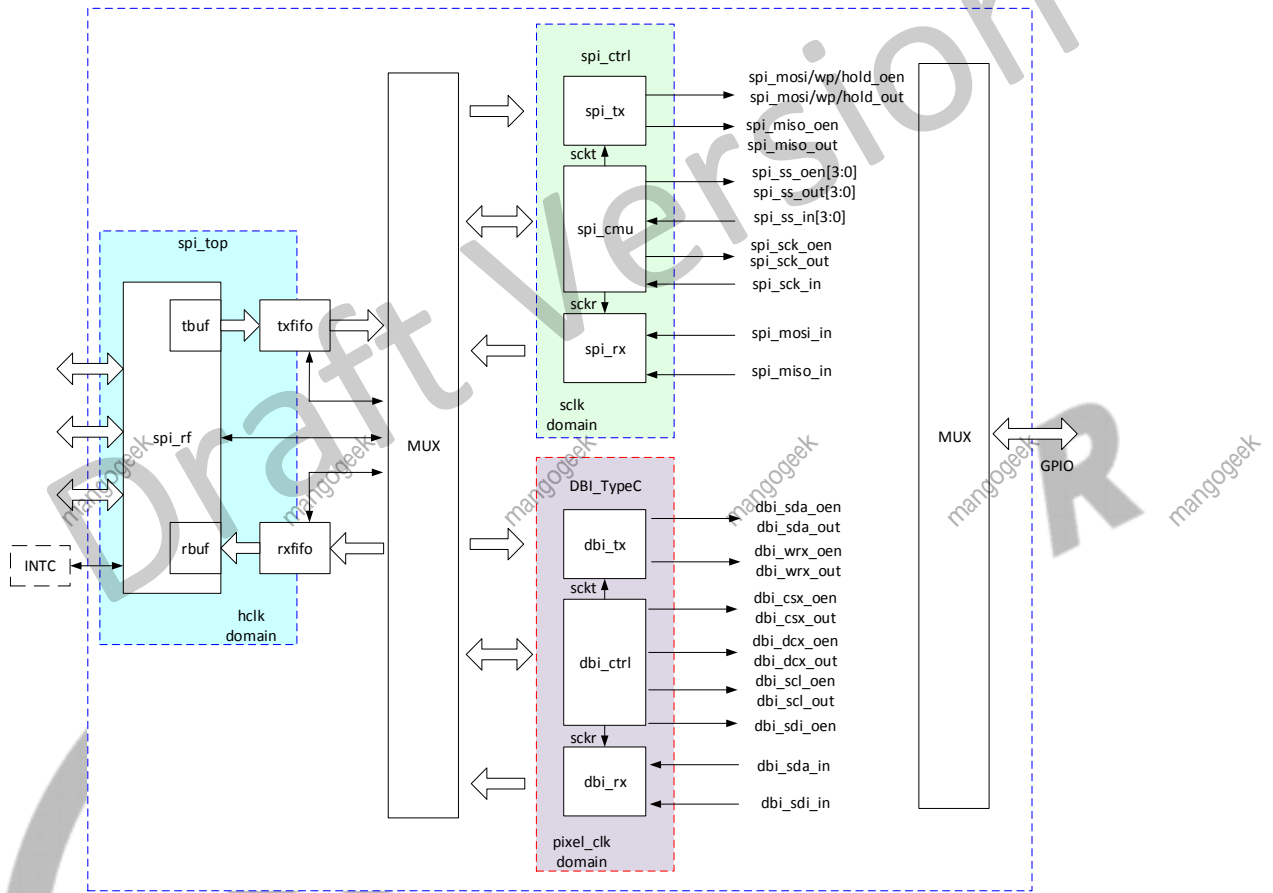 spi_ctrl
spi_tx
sckt
spi_cmu
sckr
spi_rx
sclk
domain
spi_mosi/wp/hold_oen
spi_mosi/wp/hold_out
spi_miso_oen
spi_miso_out
spi_ss_oen[3:0]
spi_ss_out[3:0]
spi_ss_in[3:0]
spi_sck_oen
spi_sck_out
spi_sck_in
spi_mosi_in
spi_miso_in
spi_top
tbuf
txfifo
spi_rf
rbuf
rxfifo
hclk
domain
INTC
MUX
MUX
GPIO
DBI_TypeC
dbi_tx
sckt
dbi_ctrl
sckr
dbi_rx
pixel_clk
domain
dbi_sda_oen
dbi_sda_out
dbi_wrx_oen
dbi_wrx_out
dbi_csx_oen
dbi_csx_out
dbi_dcx_oen
dbi_dcx_out
dbi_scl_oen
dbi_scl_out
dbi_sdi_oen
dbi_sda_in
dbi_sdi_in
Draft Version
mangogeek
mangogeek
mangogeek
mangogeek
mangogeek
mangogeek
R